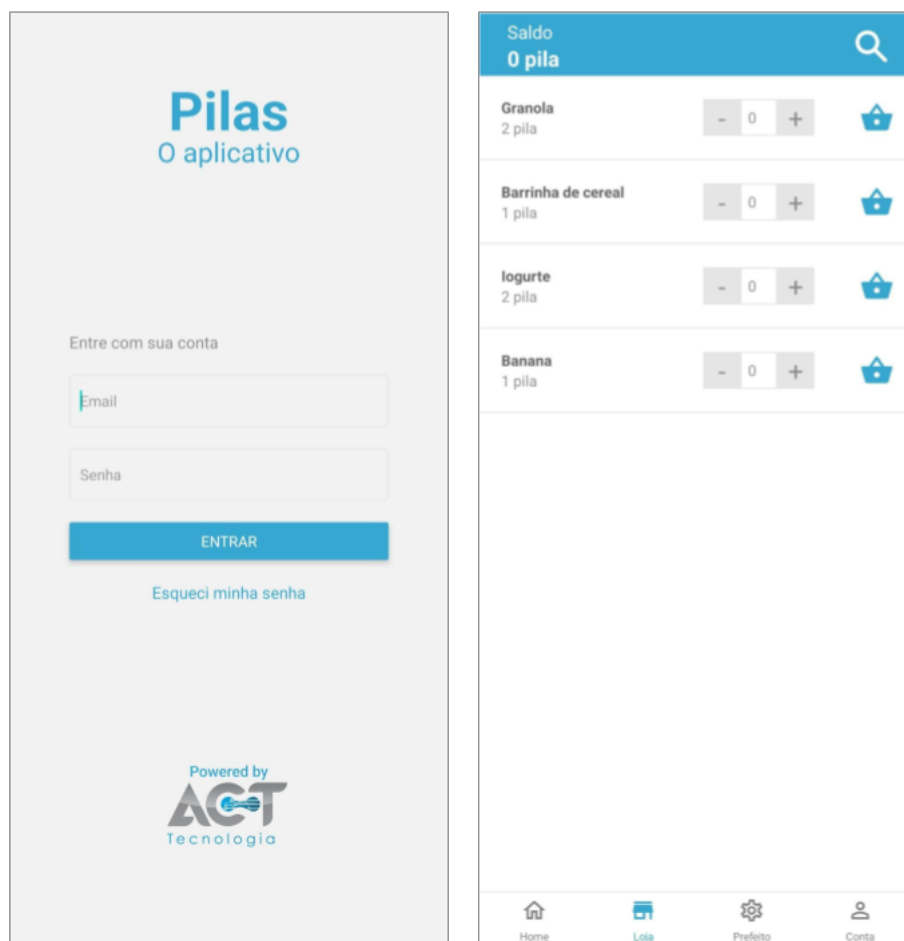 Pilas
O aplicativo
Entre com sua conta
Email
Senha
ENTRAR
Esqueci minha senha
Powered by
ACT
Tecnologia
Saldo
0 pila
Granola
2 pila
- 0 +
Barrinha de cereal
1 pila
- 0 +
Iogurte
2 pila
- 0 +
Banana
1 pila
- 0 +
Home Loja Prefeito Conta